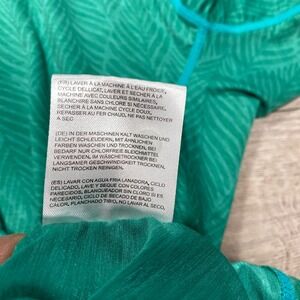 (FR) LAVER À LA MACHINE À L'EAU FROIDE,
CYCLE DELICAT, LAVER ET SECHER À LA
MACHINE AVEC COULEURS SIMILAIRES,
BLANCHIRE SANS CHLORE SI NECESSAIRE,
SECHER À LA MACHINE CYCLE DOUX,
REPASSER AU FER CHAUD, NE PAS NETTOYER
A SEC
(DE) IN DER MASCHINEN KALT WASCHEN UND
LEICHT SCHLEUDERN, MIT ÄHNLICHEN
FARBEN WASCHEN UND TROCKNEN, BEI
BEDARF NUR CHLORFREIE BLEICHMITTEL
VERWENDEN, IM WÄSCHETROCKNER BEI
LANGSAMER GESCHWINDIGKEIT TROCKNEN,
NICHT TROCKEN REINIGEN.
(ES) LAVAR CON AGUA FRIA LANADORA, CICLO
DELICADO, LAVE Y SEQUE CON COLORES
PARECIDOS, BLANQUEADOR SIN CLORO SI ES
NECESARIO, CICLO DE SECADO DE BAJO
CALOR, PLANCHADO TIBIO, NO LAVAR AL SECO,